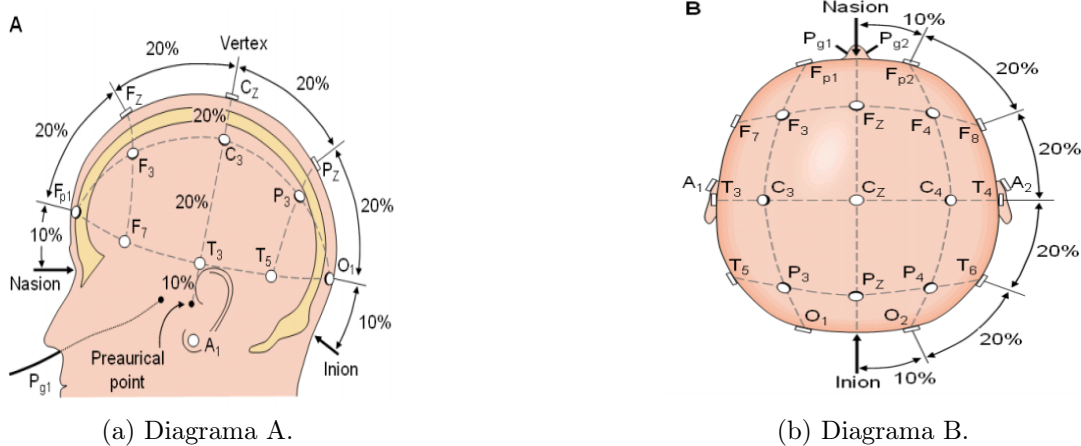 A
20%
Vertex
20%
F_Z
C_Z
20%
20%
F_3
C_3
P_Z
F_p1
20%
P_3
20%
10%
F_7
T_3
T_5
O_1
Nasion
10%
10%
A_1
Preaurical
point
Inion
P_g1
(a) Diagrama A.
B
Nasion
10%
P_g1
P_g2
F_p1
F_p2
20%
F_7
F_3
F_Z
F_4
F_8
20%
A_1
T_3
C_3
C_Z
C_4
T_4
A_2
20%
T_5
P_3
P_Z
P_4
T_6
O_1
O_2
20%
Inion
10%
(b) Diagrama B.